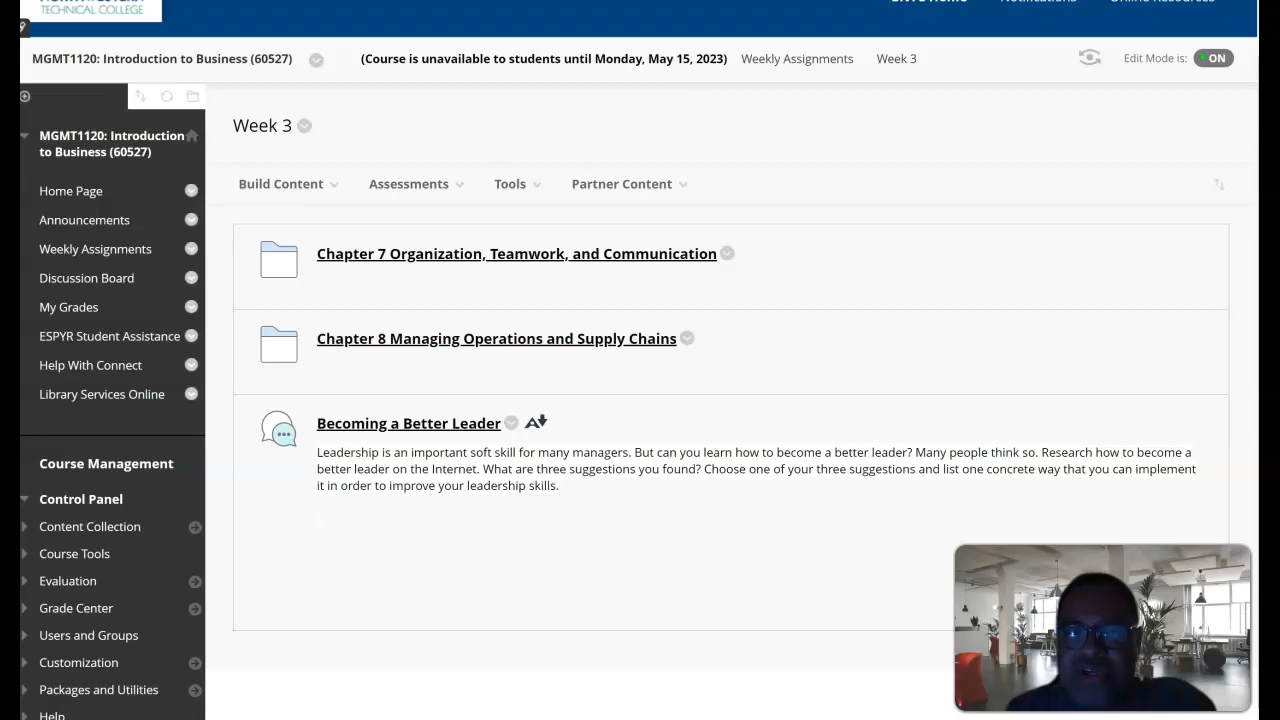 TECHNICAL COLLEGE
Online Resources
MGMT1120: Introduction to Business (60527)
(Course is unavailable to students until Monday, May 15, 2023)
Weekly Assignments
Week 3
Edit Mode is:
ON
MGMT1120: Introduction
to Business (60527)
Home Page
Announcements
Weekly Assignments
Discussion Board
My Grades
ESPYR Student Assistance
Help With Connect
Library Services Online
Course Management
Control Panel
Content Collection
Course Tools
Evaluation
Grade Center
Users and Groups
Customization
Packages and Utilities
Help
Week 3
Build Content
Assessments
Tools
Partner Content
Chapter 7 Organization, Teamwork, and Communication
Chapter 8 Managing Operations and Supply Chains
Becoming a Better Leader
Leadership is an important soft skill for many managers. But can you learn how to become a better leader? Many people think so. Research how to become a
better leader on the Internet. What are three suggestions you found? Choose one of your three suggestions and list one concrete way that you can implement
it in order to improve your leadership skills.